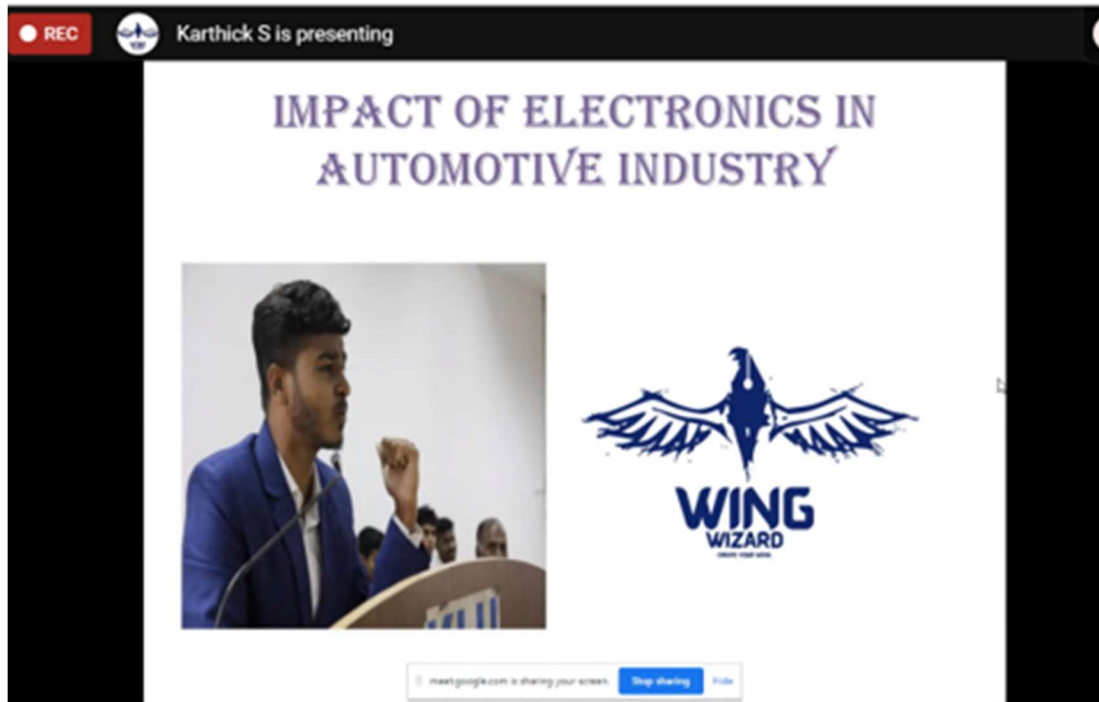 REC
Karthick S is presenting
IMPACT OF ELECTRONICS IN
AUTOMOTIVE INDUSTRY
WING
WIZARD
meet.google.com is sharing your screen.
Stop sharing
Hide